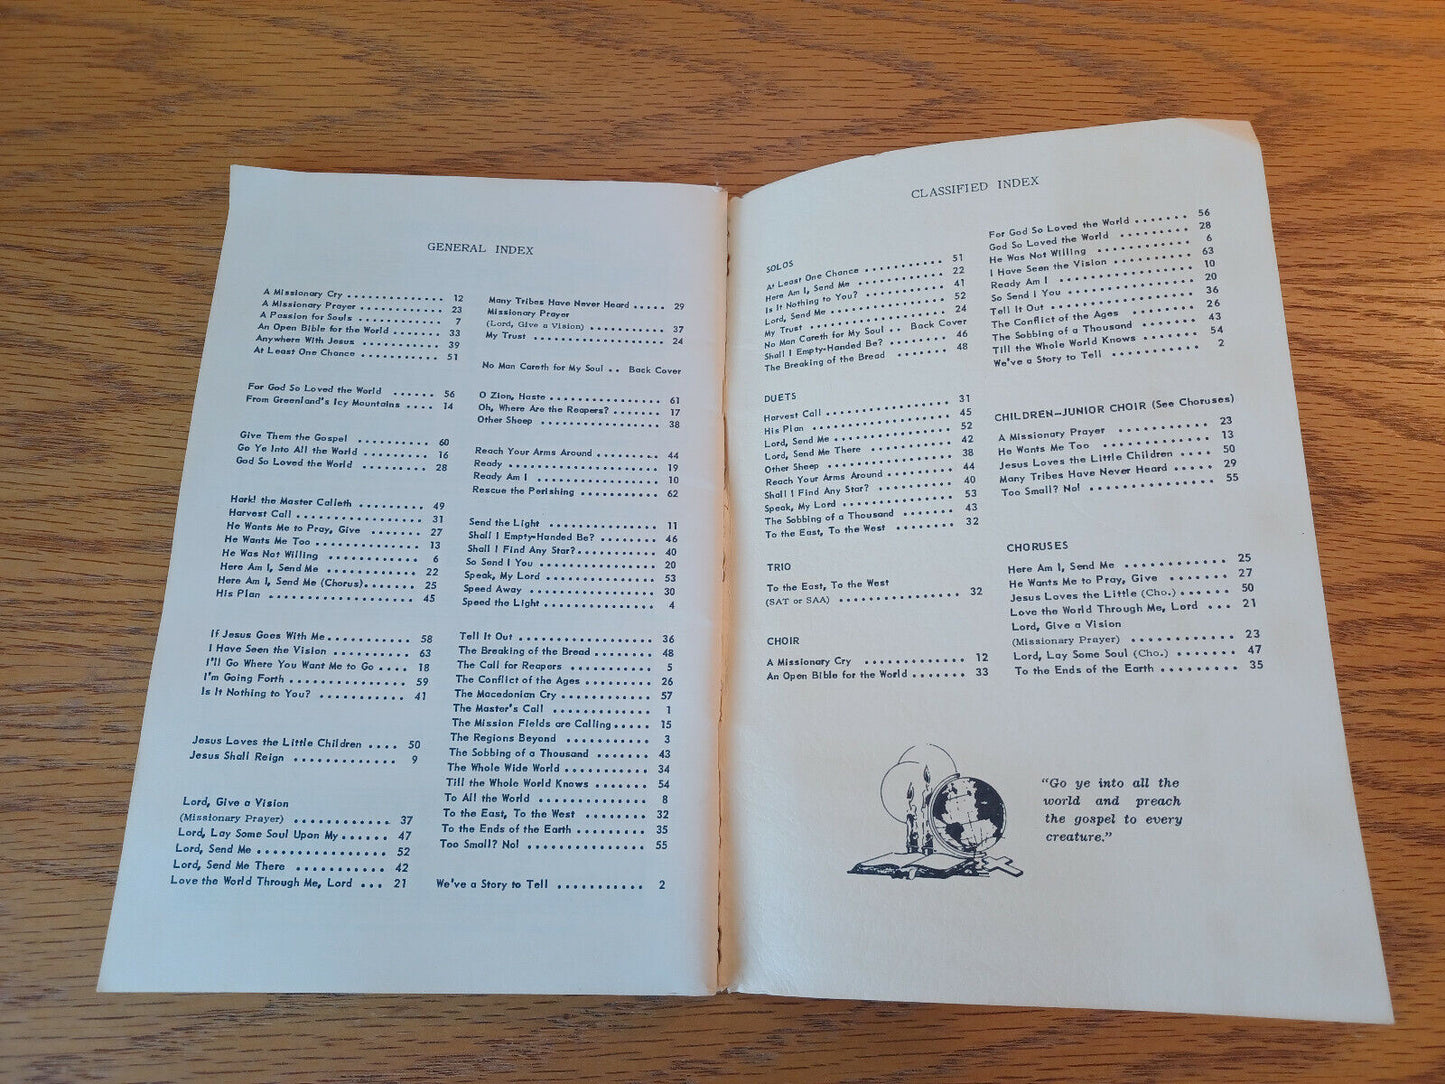 GENERAL INDEX
A Missionary Cry .............. 12
A Missionary Prayer ............ 23
A Passion for Souls ............. 7
An Open Bible for the World ....... 33
Anywhere With Jesus ............ 39
At Least One Chance ........... 51
For God So Loved the World ...... 56
From Greenland's Icy Mountains .... 14
Give Them the Gospel .......... 60
Go Ye Into All the World ......... 16
God So Loved the World ......... 28
Hark! the Master Calleth ......... 49
Harvest Call .................. 31
He Wants Me to Pray, Give ....... 27
He Wants Me Too ............... 13
He Was Not Willing ............ 6
Here Am I, Send Me ............ 22
Here Am I, Send Me (Chorus)....... 25
His Plan ..................... 45
If Jesus Goes With Me ........... 58
I Have Seen the Vision ........... 63
I'll Go Where You Want Me to Go .... 18
I'm Going Forth ................ 59
Is It Nothing to You? ............ 41
Jesus Loves the Little Children .... 50
Jesus Shall Reign ............. 9
Lord, Give a Vision
(Missionary Prayer) ............ 37
Lord, Lay Some Soul Upon My ...... 47
Lord, Send Me ................. 52
Lord, Send Me There ............ 42
Love the World Through Me, Lord ... 21
Many Tribes Have Never Heard ..... 29
Missionary Prayer
(Lord, Give a Vision) ........... 37
My Trust .................... 24
No Man Careth for My Soul .. Back Cover
O Zion, Haste ................. 61
Oh, Where Are the Reapers? ....... 17
Other Sheep .................. 38
Reach Your Arms Around ......... 44
Ready ...................... 19
Ready Am I .................. 10
Rescue the Perishing ........... 62
Send the Light ............... 11
Shall I Empty-Handed Be? ........ 46
Shall I Find Any Star?........... 40
So Send I You ................ 20
Speak, My Lord ............... 53
Speed Away .................. 30
Speed the Light ................ 4
Tell It Out ................... 36
The Breaking of the Bread ........ 48
The Call for Reapers ............ 5
The Conflict of the Ages .......... 26
The Macedonian Cry ............ 57
The Master's Call ............. 1
The Mission Fields are Calling..... 15
The Regions Beyond ........... 3
The Sobbing of a Thousand ....... 43
The Whole Wide World ........... 34
Till the Whole World Knows ....... 54
To All the World .............. 8
To the East, To the West ......... 32
To the Ends of the Earth .......... 35
Too Small? No! ............... 55
We've a Story to Tell ........... 2
CLASSIFIED INDEX
SOLOS
At Least One Chance ........... 51
Here Am I, Send Me ............ 22
Is It Nothing to You? ............ 41
Lord, Send Me ................ 52
My Trust .................... 24
No Man Careth for My Soul .. Back Cover
Shall I Empty-Handed Be? ........ 46
The Breaking of the Bread ....... 48
DUETS
Harvest Call ................. 31
His Plan .................... 45
Lord, Send Me ................ 52
Lord, Send Me There ........... 42
Other Sheep ................. 38
Reach Your Arms Around ........ 44
Shall I Find Any Star? .......... 40
Speak, My Lord ............... 53
The Sobbing of a Thousand ....... 43
To the East, To the West ........ 32
TRIO
To the East, To the West
(SAT or SAA) ................ 32
CHOIR
A Missionary Cry ............. 12
An Open Bible for the World ....... 33
For God So Loved the World ....... 56
God So Loved the World ......... 28
He Was Not Willing ............ 6
I Have Seen the Vision .......... 63
Ready Am I .................. 10
So Send I You ................ 20
Tell It Out ................... 36
The Conflict of the Ages ......... 26
The Sobbing of a Thousand ....... 43
Till the Whole World Knows ....... 54
We've a Story to Tell ........... 2
CHILDREN—JUNIOR CHOIR (See Choruses)
A Missionary Prayer ........... 23
He Wants Me Too ............. 13
Jesus Loves the Little Children .... 50
Many Tribes Have Never Heard .... 29
Too Small? No! ............... 55
CHORUSES
Here Am I, Send Me ............ 25
He Wants Me to Pray, Give ....... 27
Jesus Loves the Little (Cho.) ...... 50
Love the World Through Me, Lord ... 21
Lord, Give a Vision
(Missionary Prayer) ............ 23
Lord, Lay Some Soul (Cho.) ....... 47
To the Ends of the Earth ......... 35
"Go ye into all the
world and preach
the gospel to every
creature."